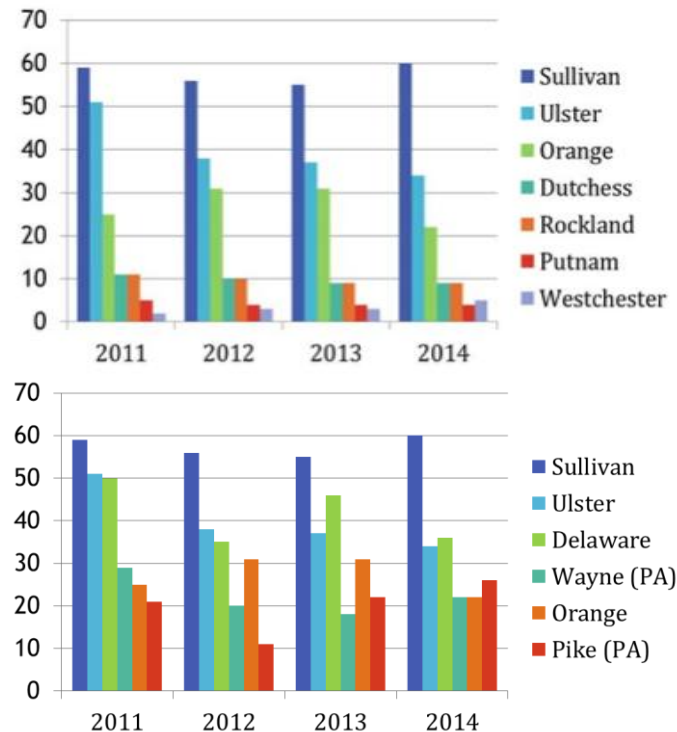 70
60
50
40
30
20
10
0
2011 2012 2013 2014
Sullivan
Ulster
Orange
Dutchess
Rockland
Putnam
Westchester
70
60
50
40
30
20
10
0
2011 2012 2013 2014
Sullivan
Ulster
Delaware
Wayne (PA)
Orange
Pike (PA)